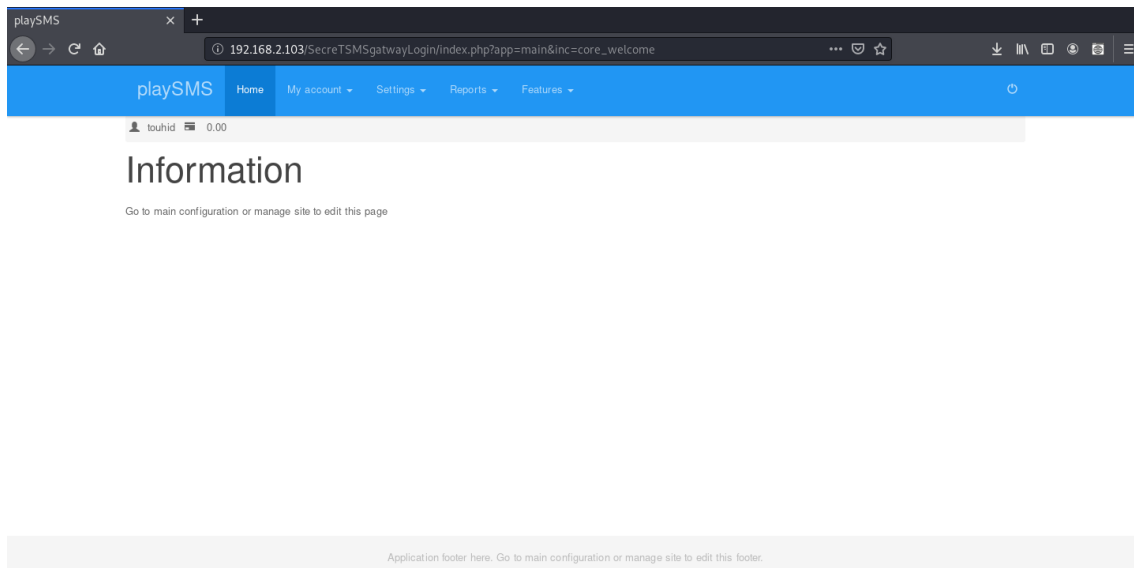 playSMS
192.168.2.103/SecreTSMSgatwayLogin/index.php?app=main&inc=core_welcome
playSMS Home My account Settings Reports Features
touhid 0.00
Information
Go to main configuration or manage site to edit this page
Application footer here. Go to main configuration or manage site to edit this footer.